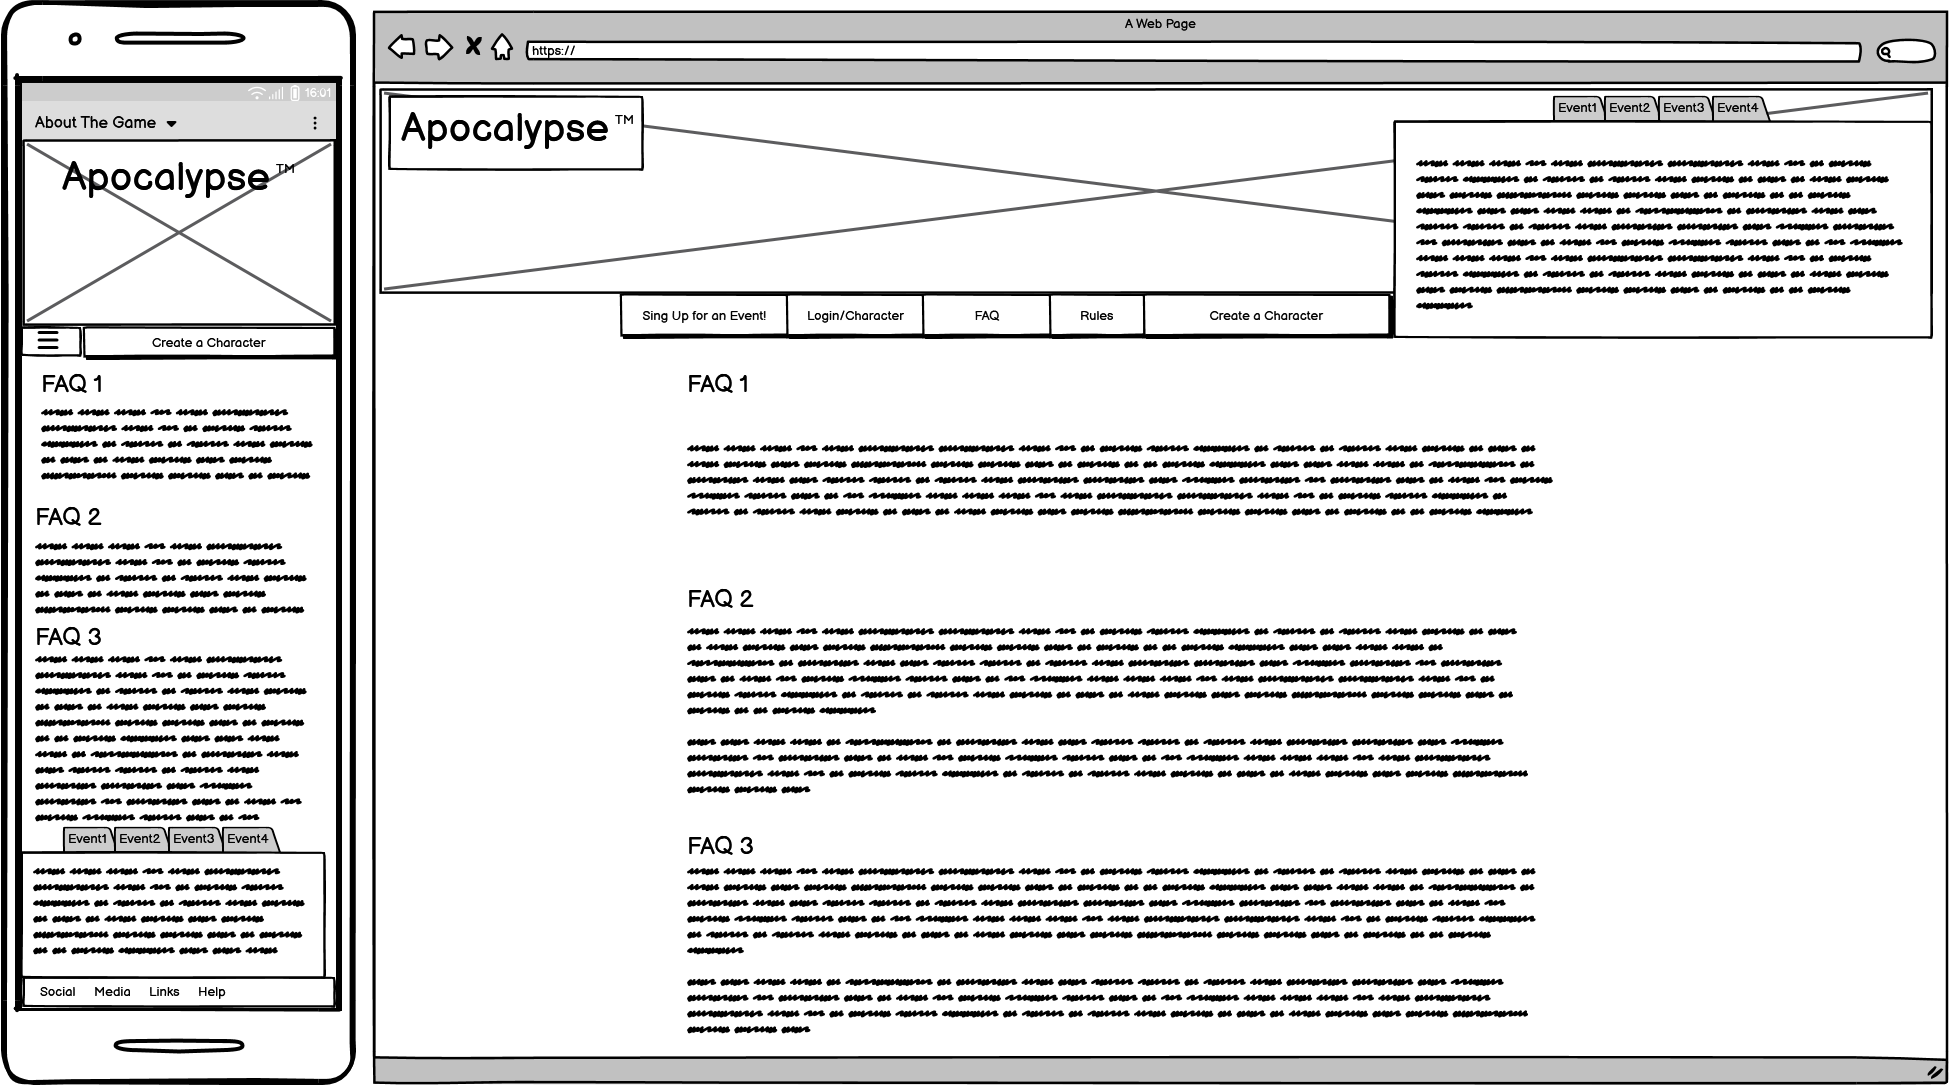 16:01
About The Game
Apocalypse TM
Create a Character
FAQ 1
FAQ 2
FAQ 3
Event1 Event2 Event3 Event4
Social Media Links Help
A Web Page
https://
Apocalypse TM
Event1 Event2 Event3 Event4
Sing Up for an Event! Login/Character FAQ Rules Create a Character
FAQ 1
FAQ 2
FAQ 3